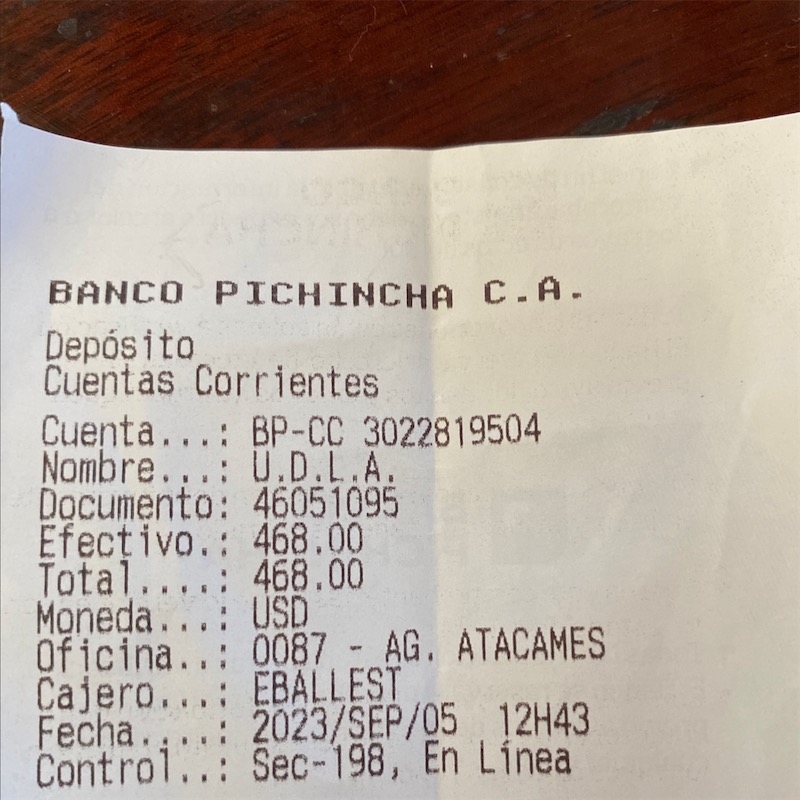 BANCO PICHINCHA C.A.
Depósito
Cuentas Corrientes
Cuenta...: BP-CC 3022819504
Nombre...: U.D.L.A.
Documento: 46051095
Efectivo.: 468.00
Total....: 468.00
Moneda...: USD
Oficina..: 0087 - AG. ATACAMES
Cajero...: EBALLEST
Fecha....: 2023/SEP/05 12H43
Control..: Sec-198, En Línea